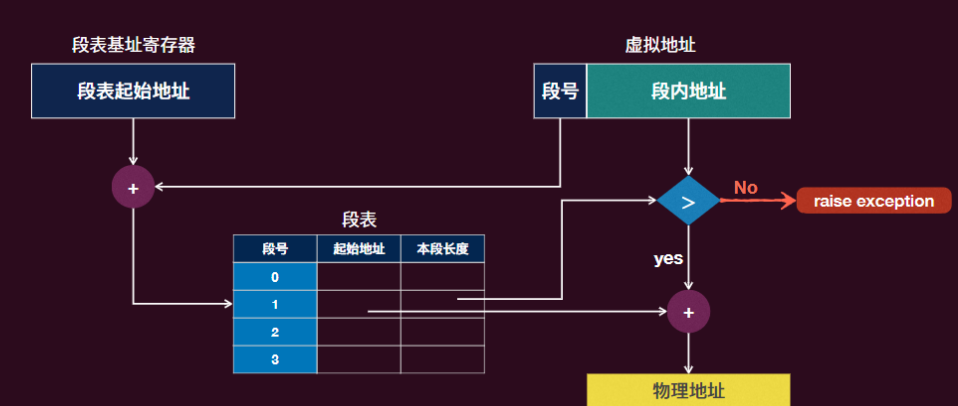 段表基址寄存器
虚拟地址
段表起始地址
段号 段内地址
+
>
No
raise exception
段表
段号 起始地址 本段长度
0
1
2
3
yes
+
物理地址